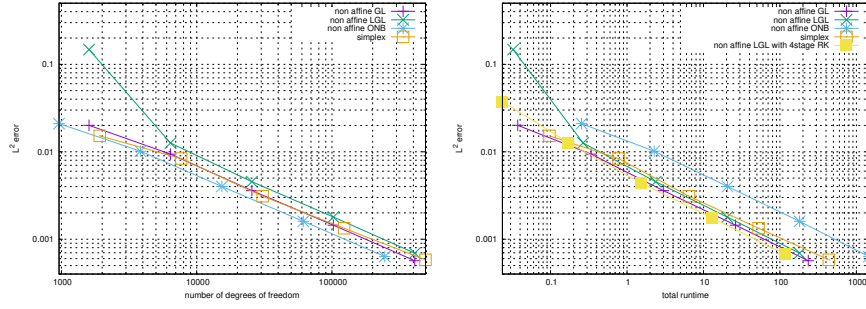 non affine GL
non affine LGL
non affine ONB
simplex
0.1
0.01
0.001
L² error
1000
10000
100000
number of degrees of freedom
non affine GL
non affine LGL
non affine ONB
simplex
non affine LGL with 4stage RK
0.1
0.01
0.001
L² error
0.1
1
10
100
1000
total runtime